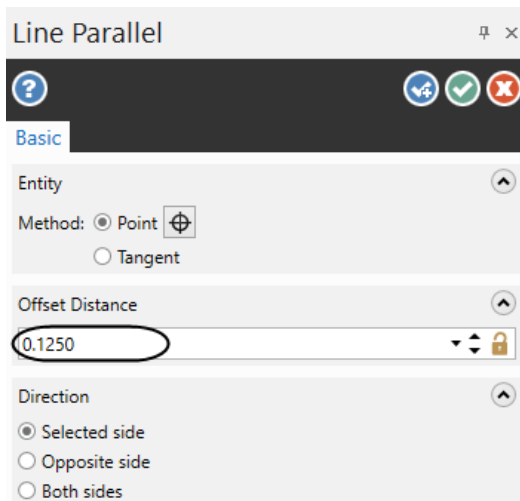 Line Parallel
Basic
Entity
Method: Point
Tangent
Offset Distance
0.1250
Direction
Selected side
Opposite side
Both sides